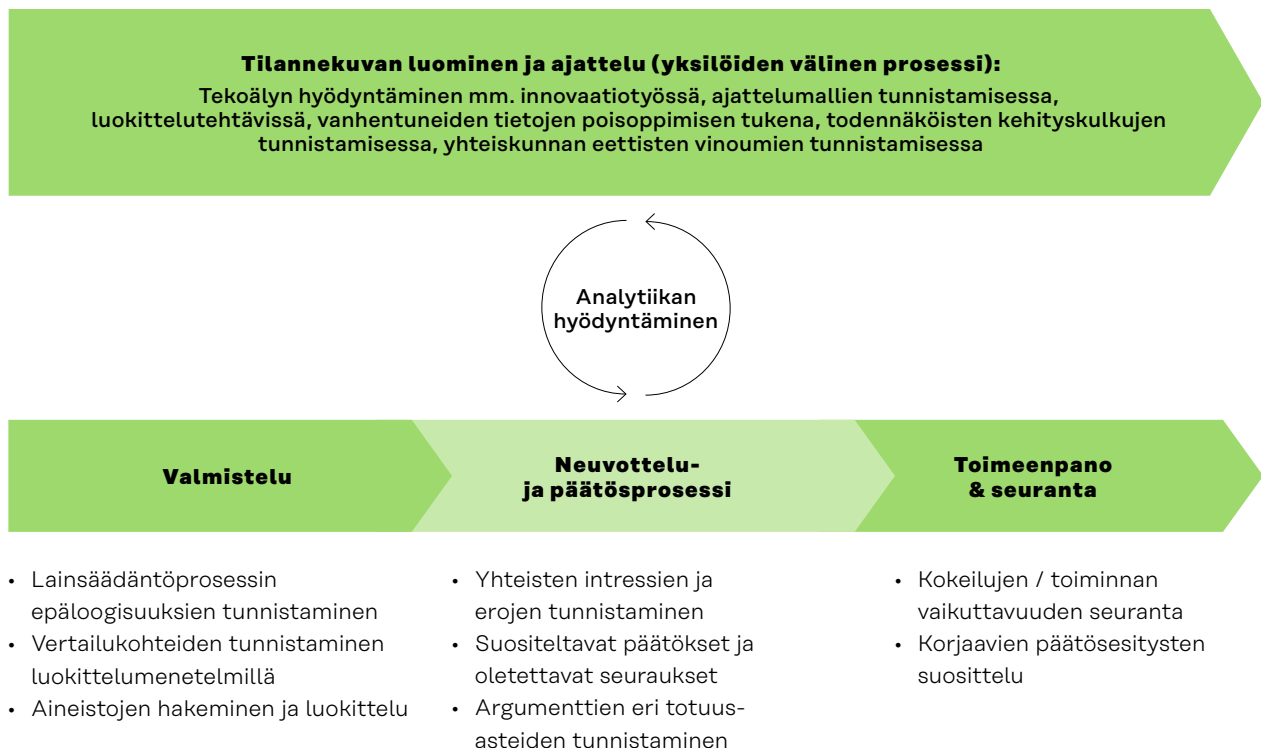 Tilannekuvan luominen ja ajattelu (yksilöiden välinen prosessi):
Tekoälyn hyödyntäminen mm. innovaatiotyössä, ajattelumallien tunnistamisessa,
luokittelutehtävissä, vanhentuneiden tietojen poisoppimisen tukena, todennäköisten kehityskulkujen
tunnistamisessa, yhteiskunnan eettisten vinoumien tunnistamisessa
Analytiikan
hyödyntäminen
Valmistelu
Neuvottelu-
ja päätösprosessi
Toimeenpano
& seuranta
• Lainsäädäntöprosessin
epäloogisuuksien tunnistaminen
• Vertailukohteiden tunnistaminen
luokittelumenetelmillä
• Aineistojen hakeminen ja luokittelu
• Yhteisten intressien ja
erojen tunnistaminen
• Suositeltavat päätökset ja
oletettavat seuraukset
• Argumenttien eri totuus-
asteiden tunnistaminen
• Kokeilujen / toiminnan
vaikuttavuuden seuranta
• Korjaavien päätösesitysten
suosittelu